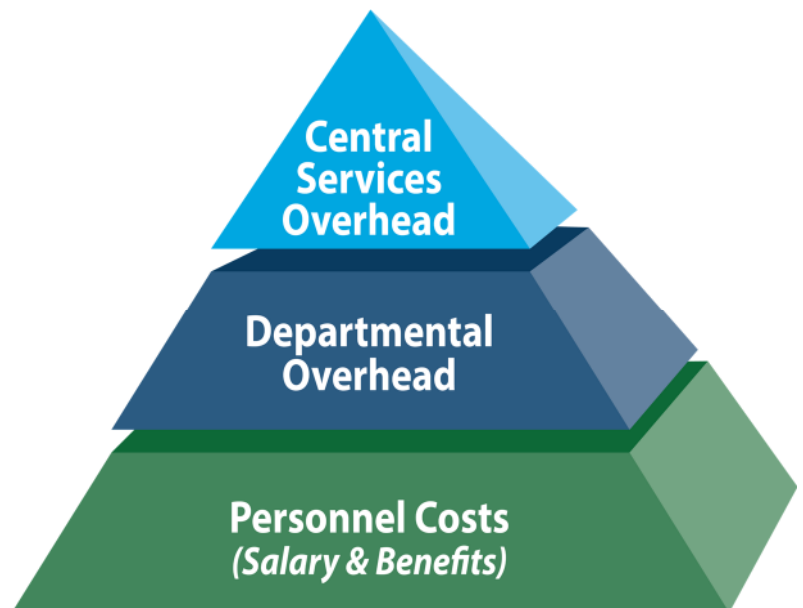 Central
Services
Overhead
Departmental
Overhead
Personnel Costs
(Salary & Benefits)